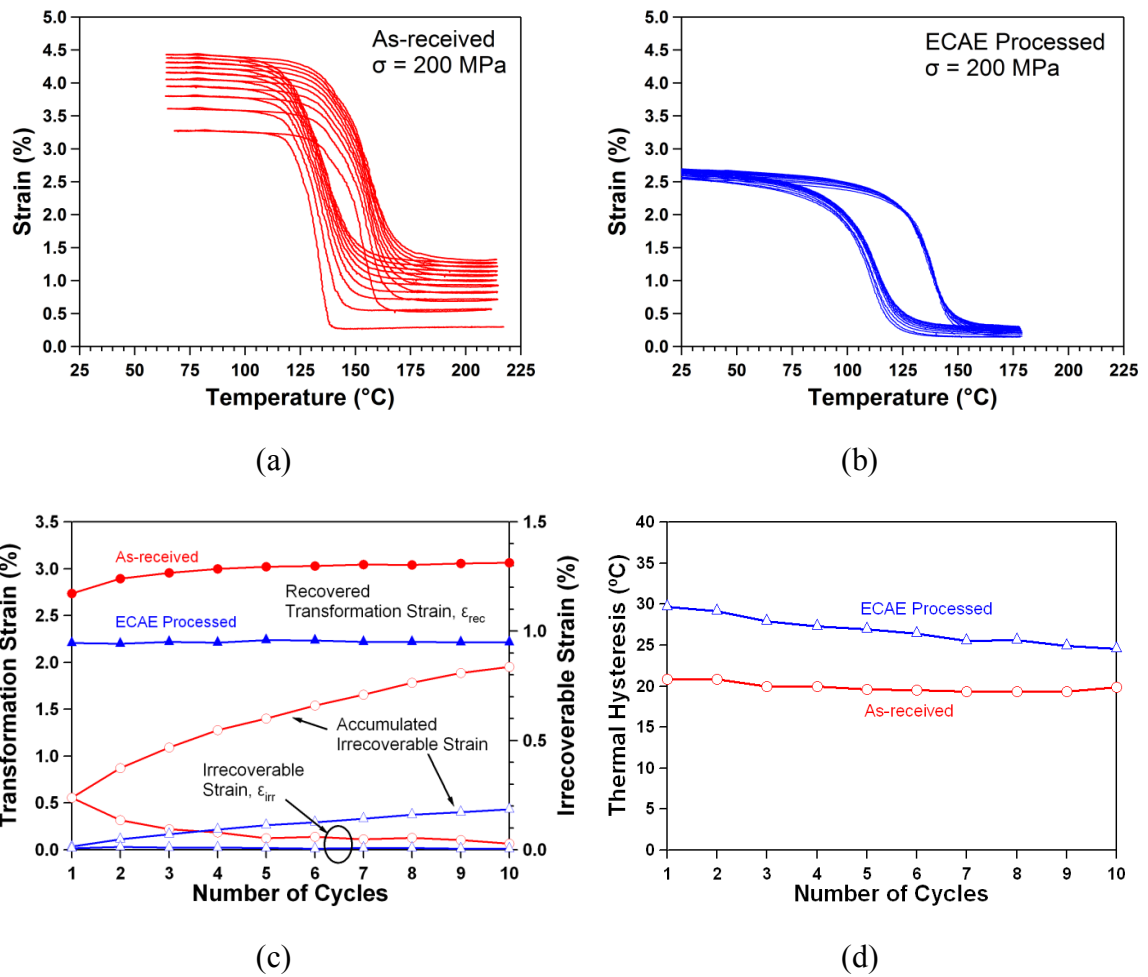 As-received
σ = 200 MPa
5.0
4.5
4.0
3.5
3.0
2.5
2.0
1.5
1.0
0.5
0.0
Strain (%)
25 50 75 100 125 150 175 200 225
Temperature (°C)
(a)
ECAE Processed
σ = 200 MPa
5.0
4.5
4.0
3.5
3.0
2.5
2.0
1.5
1.0
0.5
0.0
Strain (%)
25 50 75 100 125 150 175 200 225
Temperature (°C)
(b)
Transformation Strain (%)
3.5
3.0
2.5
2.0
1.5
1.0
0.5
0.0
As-received
Recovered
Transformation Strain, εrec
ECAE Processed
Accumulated
Irrecoverable Strain
Irrecoverable
Strain, εirr
1.5
1.0
0.5
0.0
Irrecoverable Strain (%)
1 2 3 4 5 6 7 8 9 10
Number of Cycles
(c)
Thermal Hysteresis (ºC)
40
35
30
25
20
15
10
5
0
ECAE Processed
As-received
1 2 3 4 5 6 7 8 9 10
Number of Cycles
(d)